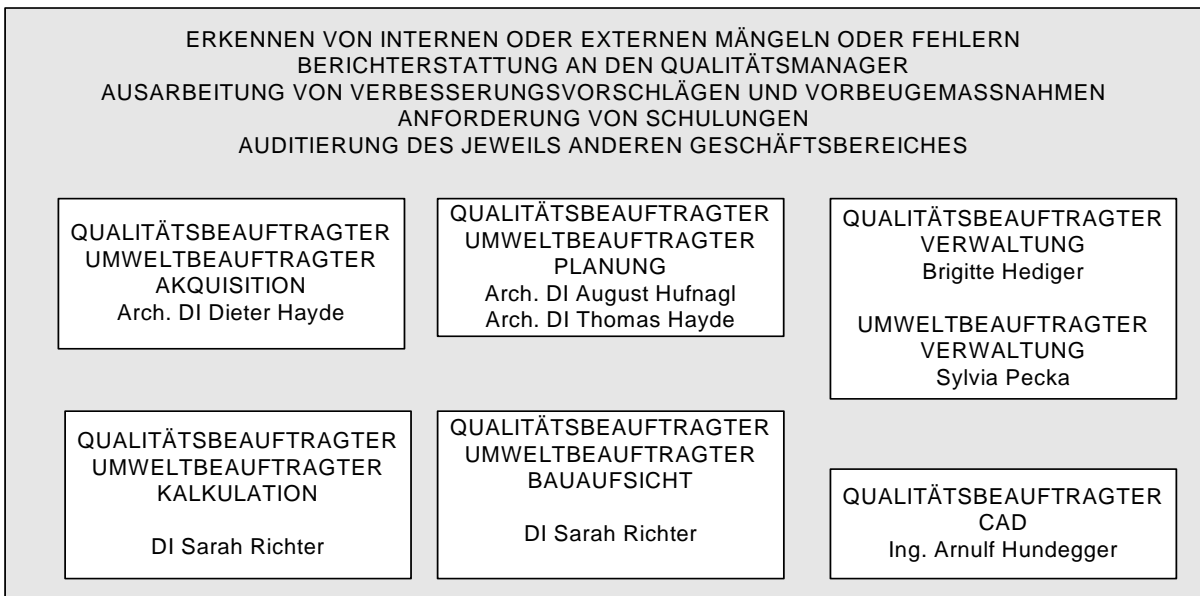 ERKENNEN VON INTERNEN ODER EXTERNEN MÄNGELN ODER FEHLERN
BERICHTERSTATTUNG AN DEN QUALITÄTSMANAGER
AUSARBEITUNG VON VERBESSERUNGSVORSCHLÄGEN UND VORBEUGEMASSNAHMEN
ANFORDERUNG VON SCHULUNGEN
AUDITIERUNG DES JEWEILS ANDEREN GESCHÄFTSBEREICHES
QUALITÄTSBEAUFTRAGTER
UMWELTBEAUFTRAGTER
AKQUISITION
Arch. DI Dieter Hayde
QUALITÄTSBEAUFTRAGTER
UMWELTBEAUFTRAGTER
PLANUNG
Arch. DI August Hufnagl
Arch. DI Thomas Hayde
QUALITÄTSBEAUFTRAGTER
VERWALTUNG
Brigitte Hediger
UMWELTBEAUFTRAGTER
VERWALTUNG
Sylvia Pecka
QUALITÄTSBEAUFTRAGTER
UMWELTBEAUFTRAGTER
KALKULATION
DI Sarah Richter
QUALITÄTSBEAUFTRAGTER
UMWELTBEAUFTRAGTER
BAUAUFSICHT
DI Sarah Richter
QUALITÄTSBEAUFTRAGTER
CAD
Ing. Arnulf Hundegger